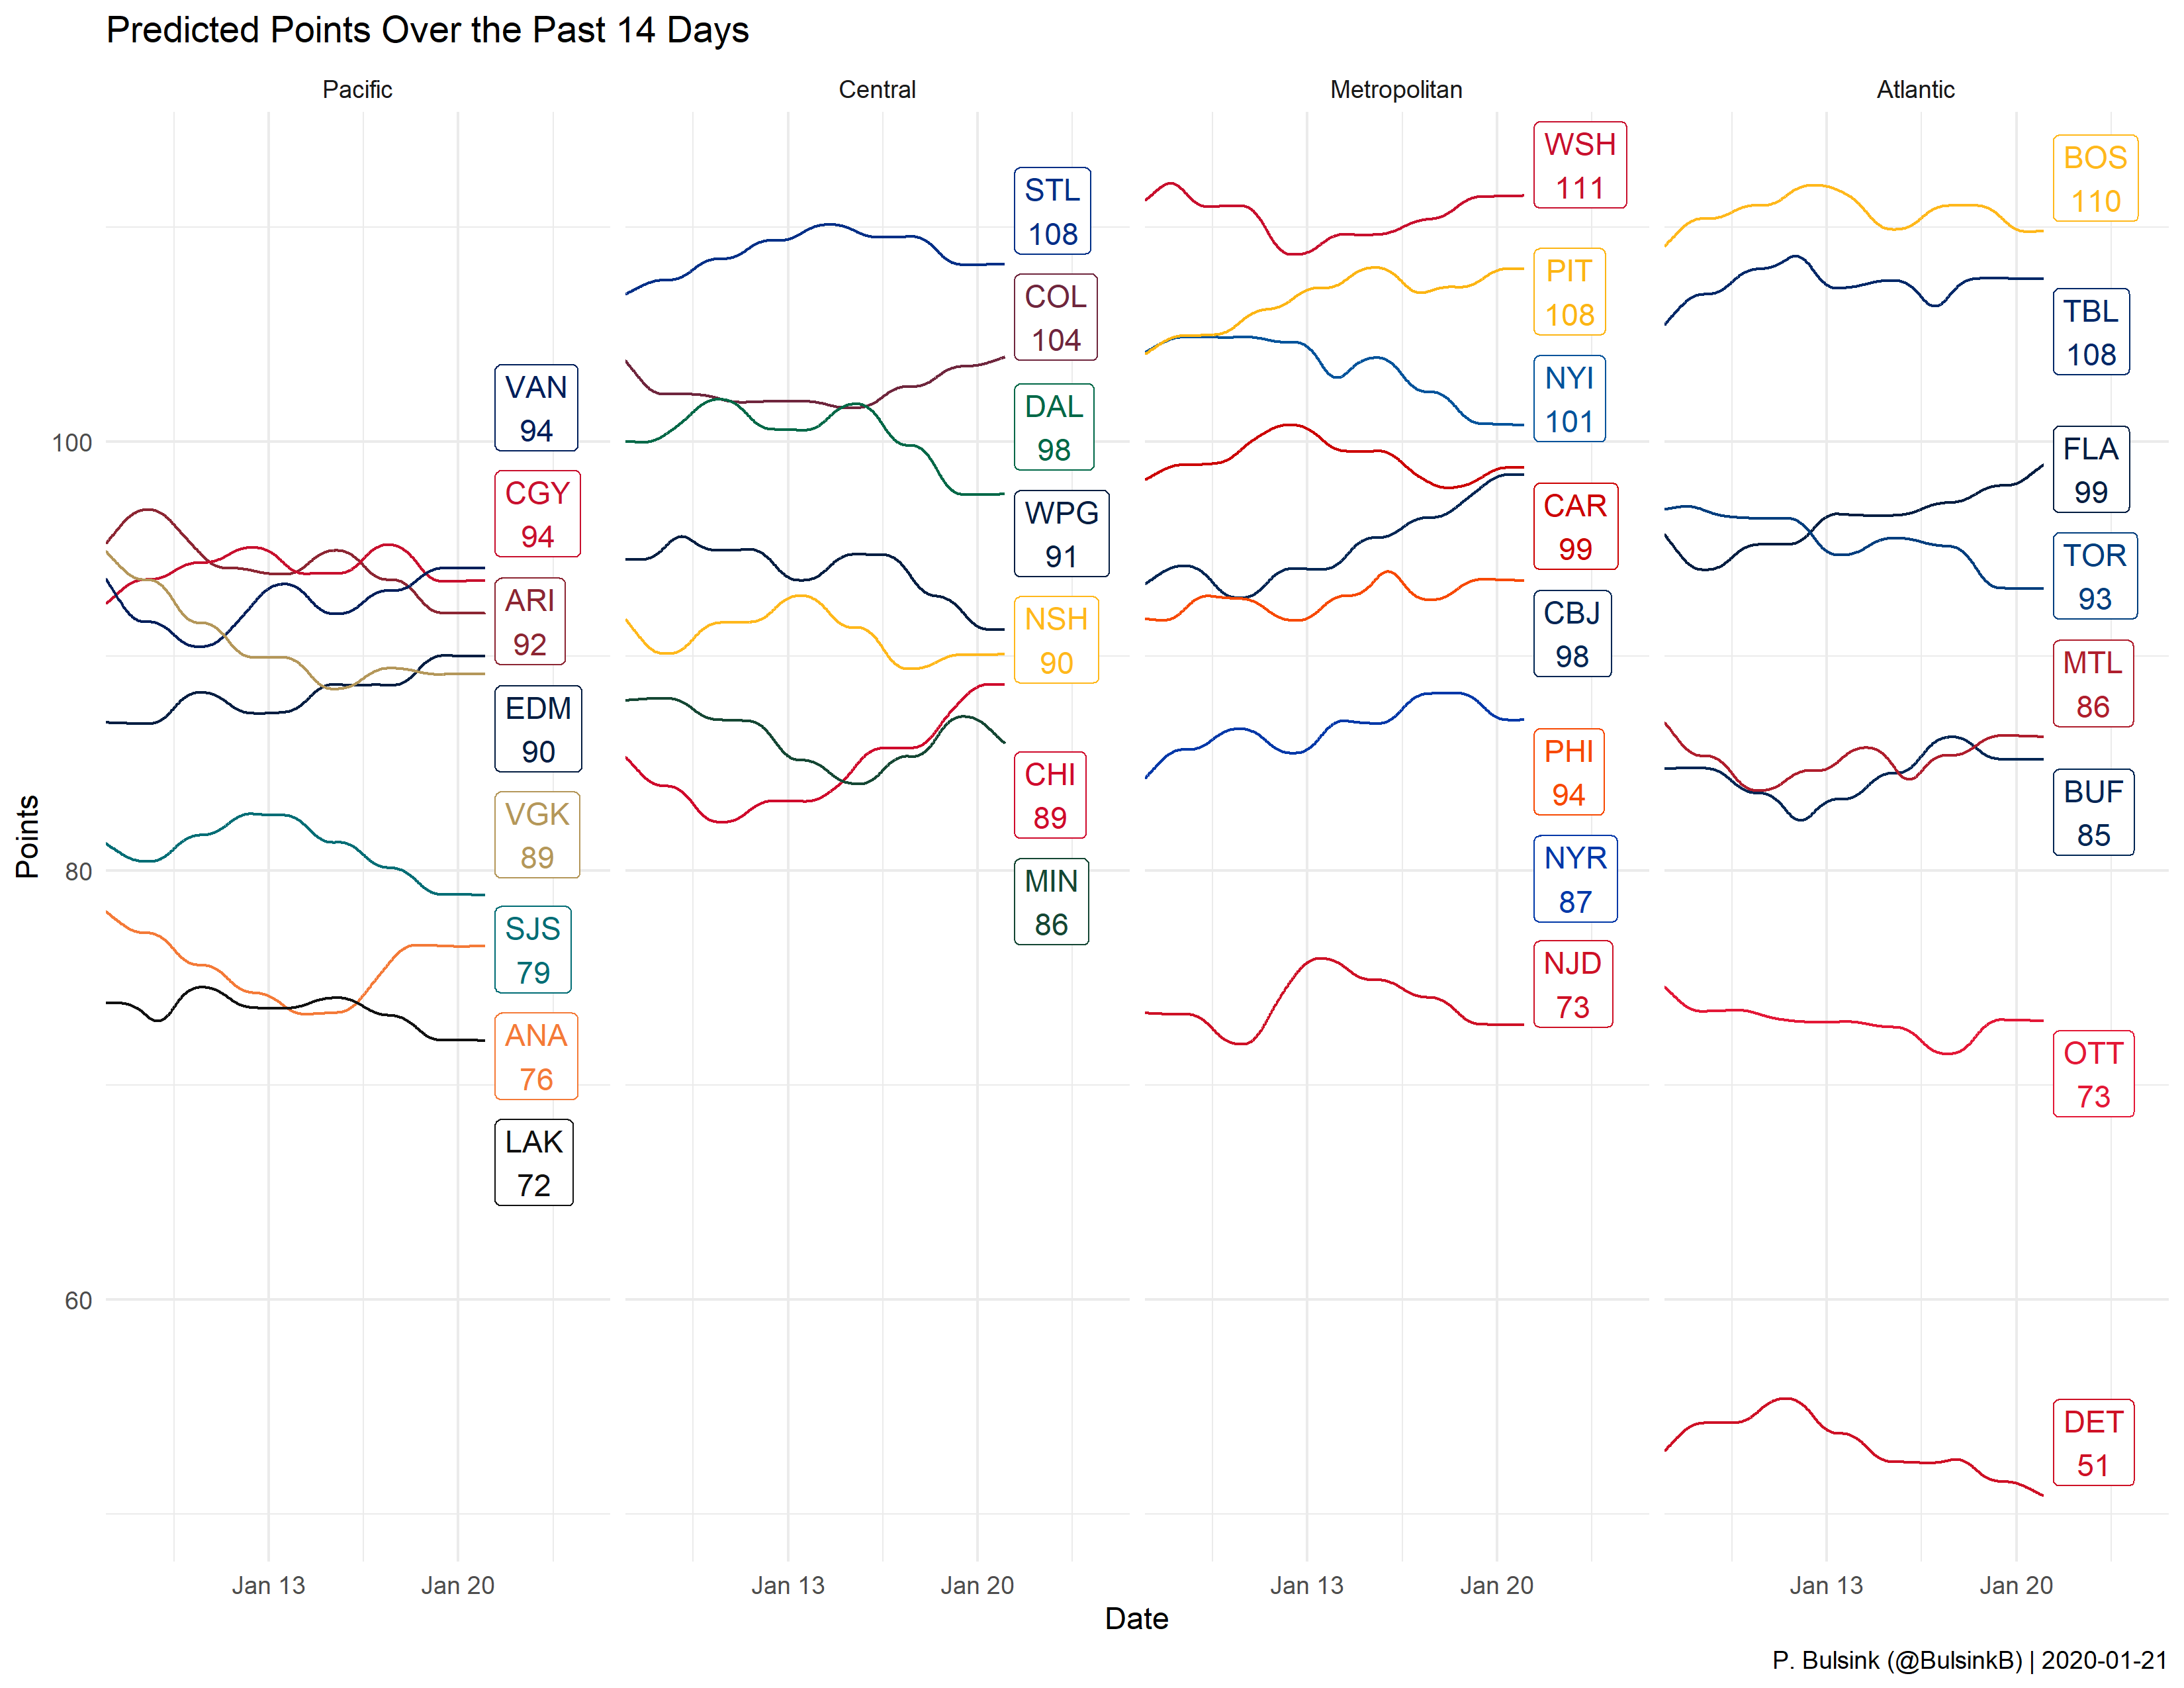 Predicted Points Over the Past 14 Days
Pacific
Central
Metropolitan
Atlantic
Points
100
80
60
VAN
94
CGY
94
ARI
92
EDM
90
VGK
89
SJS
79
ANA
76
LAK
72
STL
108
COL
104
DAL
98
WPG
91
NSH
90
CHI
89
MIN
86
WSH
111
PIT
108
NYI
101
CAR
99
CBJ
98
PHI
94
NYR
87
NJD
73
BOS
110
TBL
108
FLA
99
TOR
93
MTL
86
BUF
85
OTT
73
DET
51
Jan 13
Jan 20
Jan 13
Jan 20
Jan 13
Jan 20
Jan 13
Jan 20
Date
P. Bulsink (@BulsinkB) | 2020-01-21